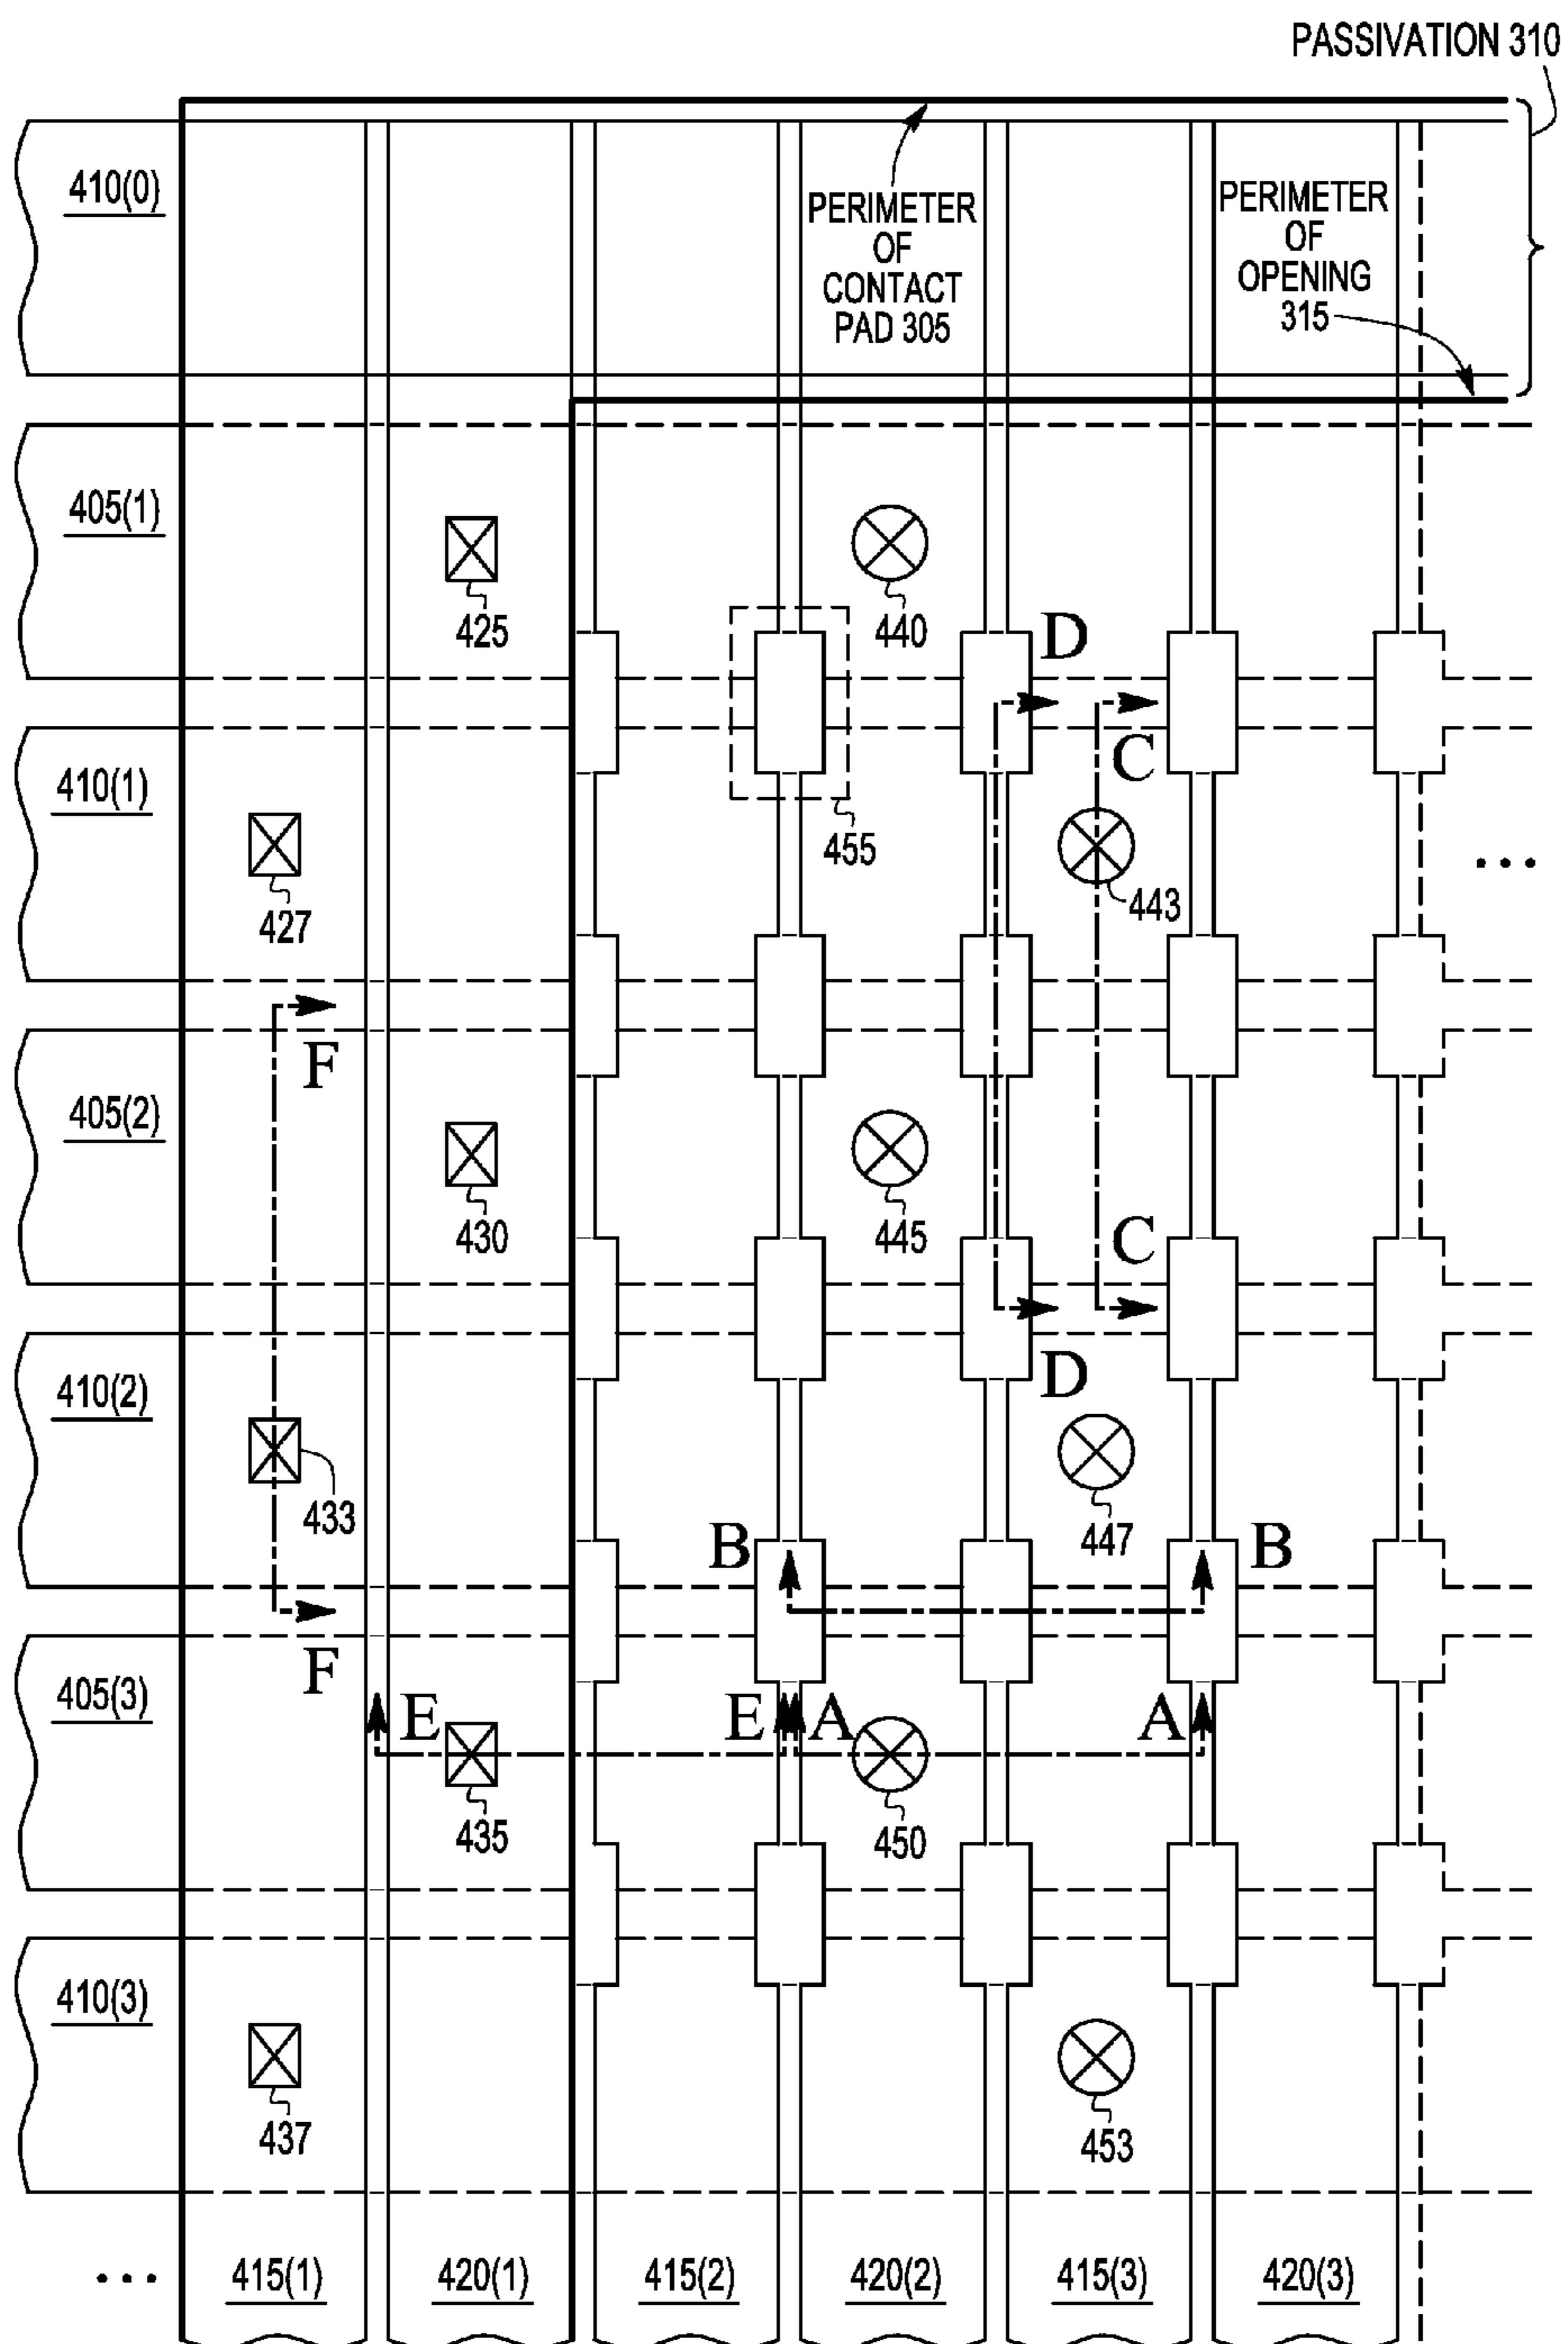 PASSIVATION 310
410(0)
PERIMETER
OF
CONTACT
PAD 305
PERIMETER
OF
OPENING
315
405(1)
425
440
D
410(1)
C
455
427
443
...
F
405(2)
430
445
C
410(2)
D
433
447
B
B
F
405(3)
E
E
A
A
435
450
410(3)
437
453
...
415(1)
420(1)
415(2)
420(2)
415(3)
420(3)